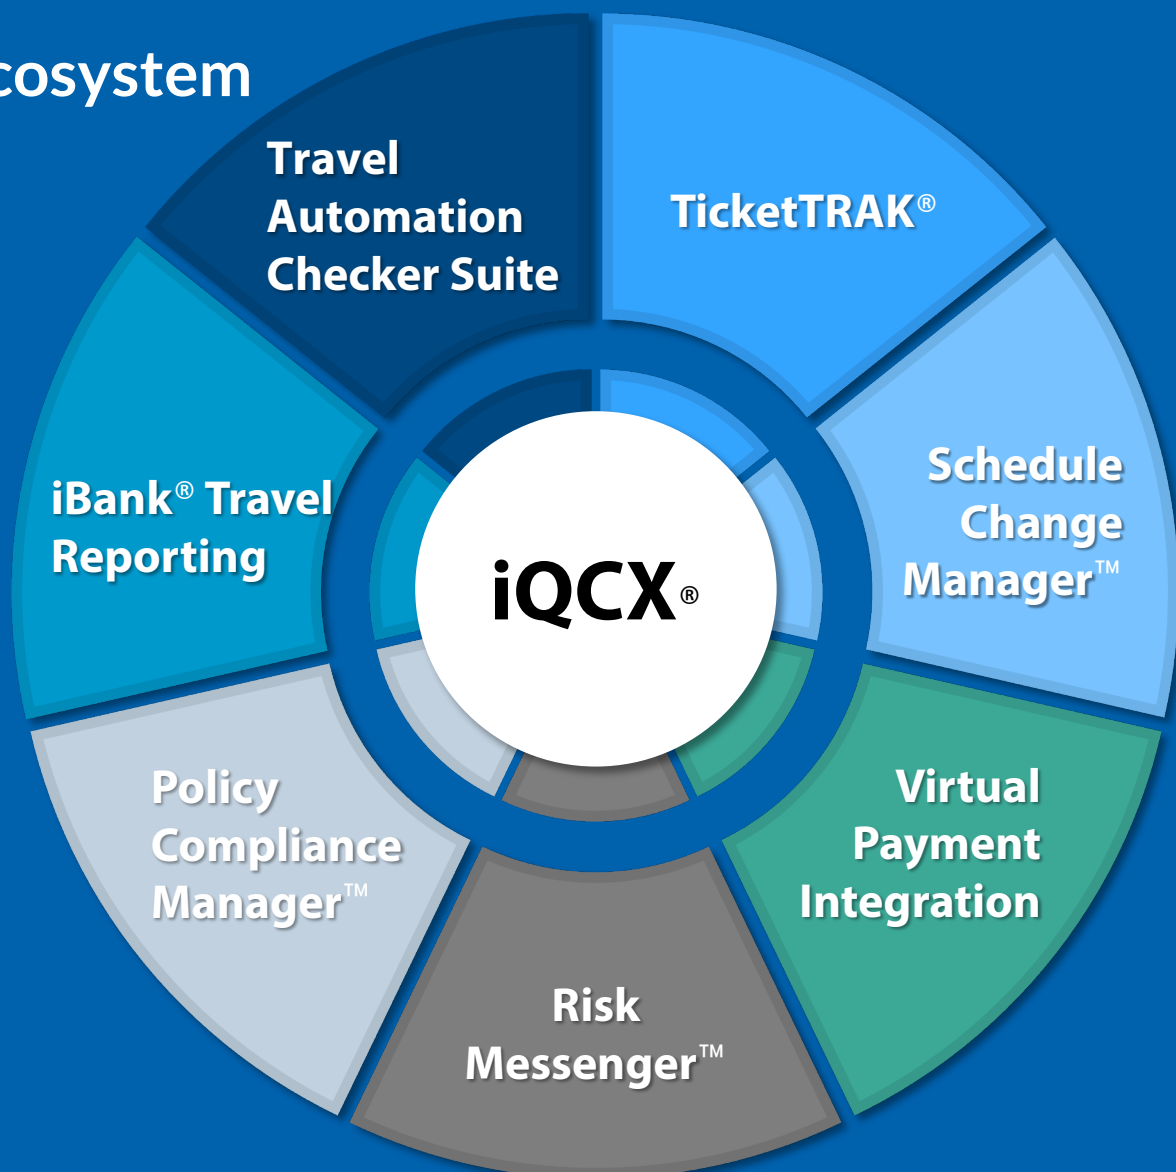 cosystem
Travel
Automation
Checker Suite
TicketTRAK®
Schedule
Change
Manager™
Virtual
Payment
Integration
Risk
Messenger™
Policy
Compliance
Manager™
iBank® Travel
Reporting
iQCX®